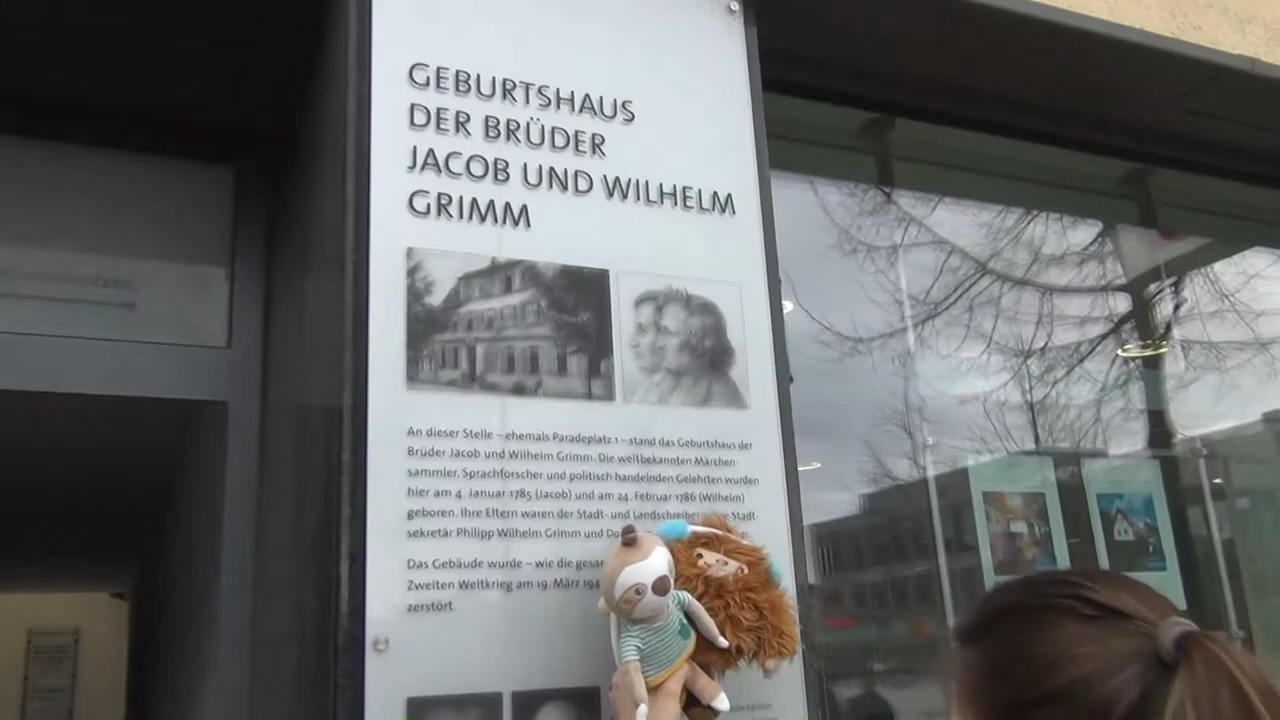 GEBURTSHAUS
DER BRÜDER
JACOB UND WILHELM
GRIMM
An dieser Stelle – ehemals Paradeplatz 1 – stand das Geburtshaus der
Brüder Jacob und Wilhelm Grimm. Die weltbekannten Märchen-
sammler, Sprachforscher und politisch handelnden Gelehrten wurden
hier am 4. Januar 1785 (Jacob) und am 24. Februar 1786 (Wilhelm)
geboren. Ihre Eltern waren der Stadt- und Landschreiber Stadt-
sekretär Philipp Wilhelm Grimm und
Das Gebäude wurde – wie die
Zweiten Weltkrieg am 19. März
zerstört.